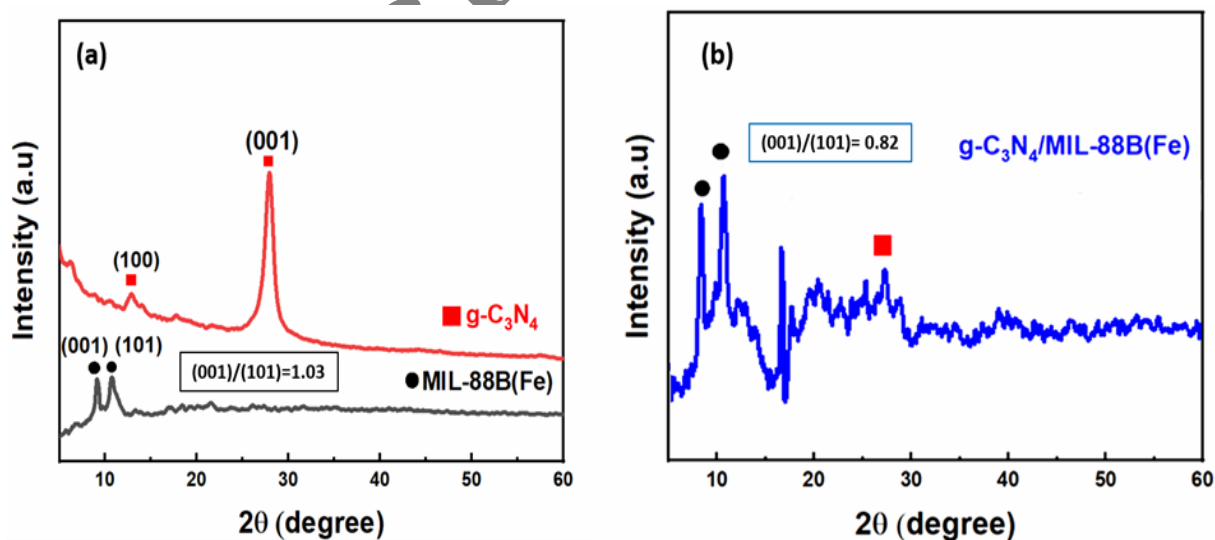 (a)
(001)
(100)
g-C₃N₄
(001) (101)
(001)/(101)=1.03
MIL-88B(Fe)
Intensity (a.u)
10 20 30 40 50 60
2θ (degree)
(b)
(001)/(101)= 0.82
g-C₃N₄/MIL-88B(Fe)
Intensity (a.u)
10 20 30 40 50 60
2θ (degree)